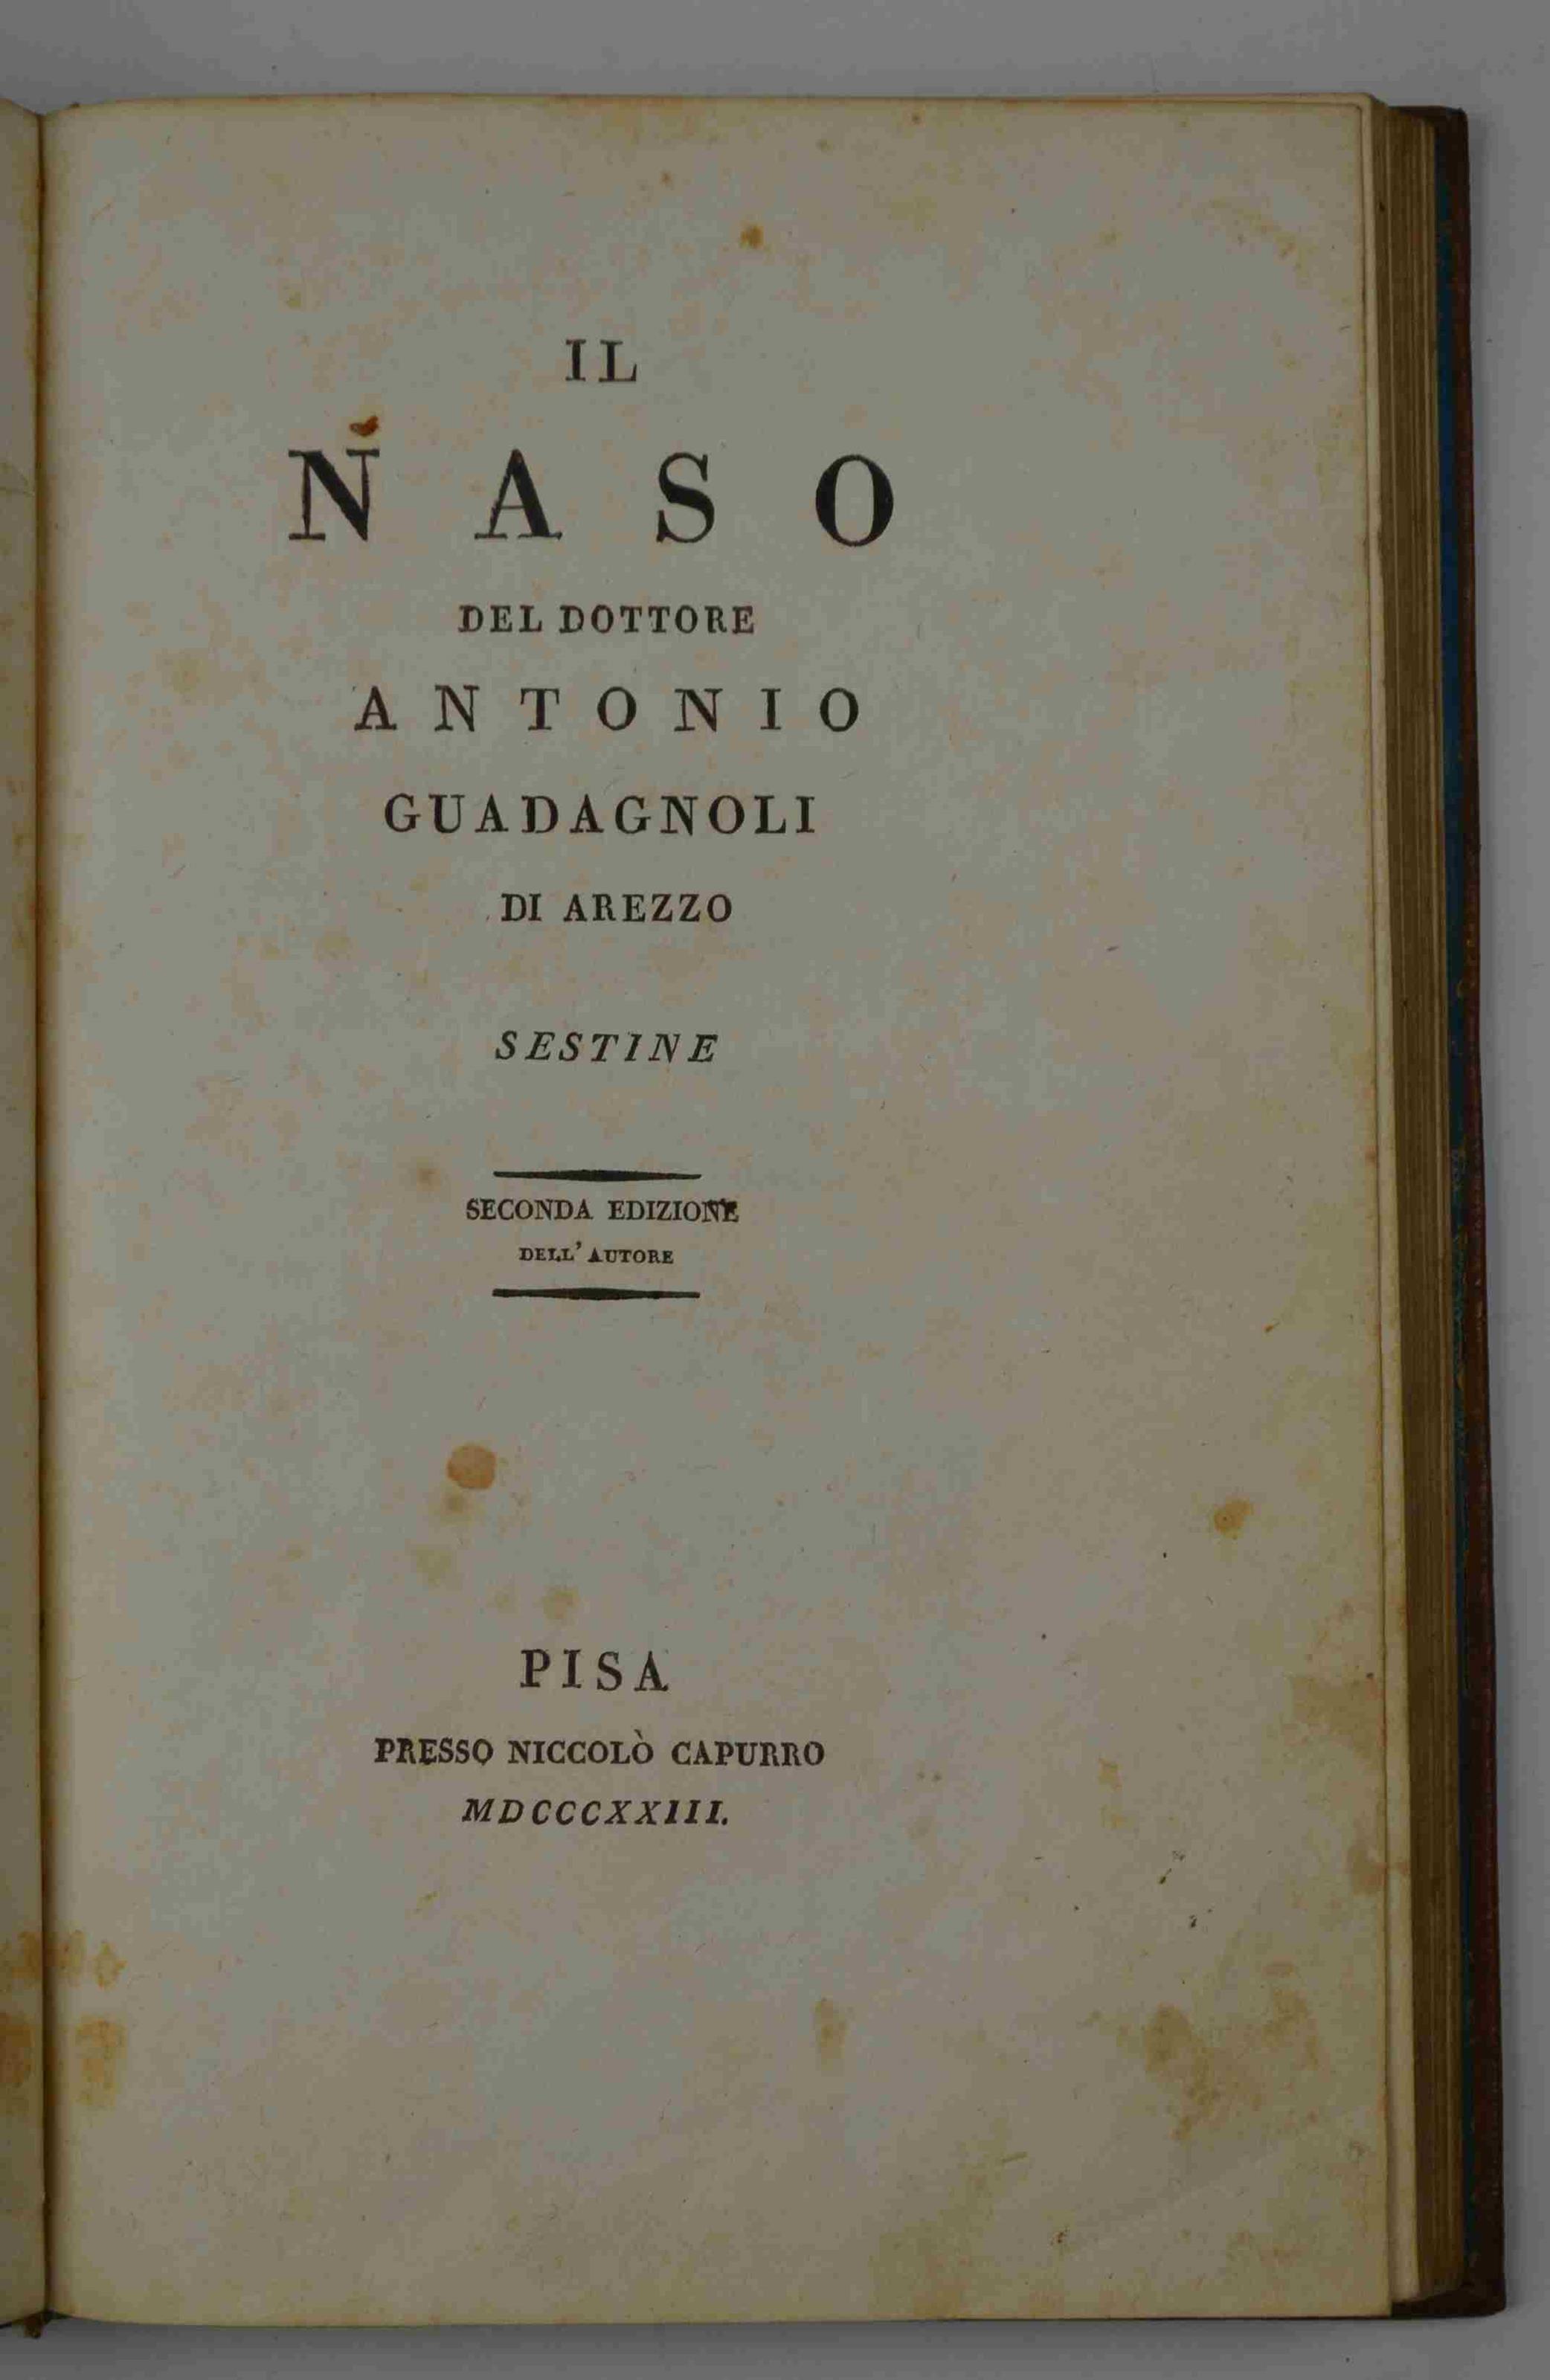 IL
NASO
DEL DOTTORE
ANTONIO
GUADAGNOLI
DI AREZZO
SESTINE
SECONDA EDIZIONE
DELL' AUTORE
PISA
PRESSO NICCOLÒ CAPURRO
MDCCCXXIII.